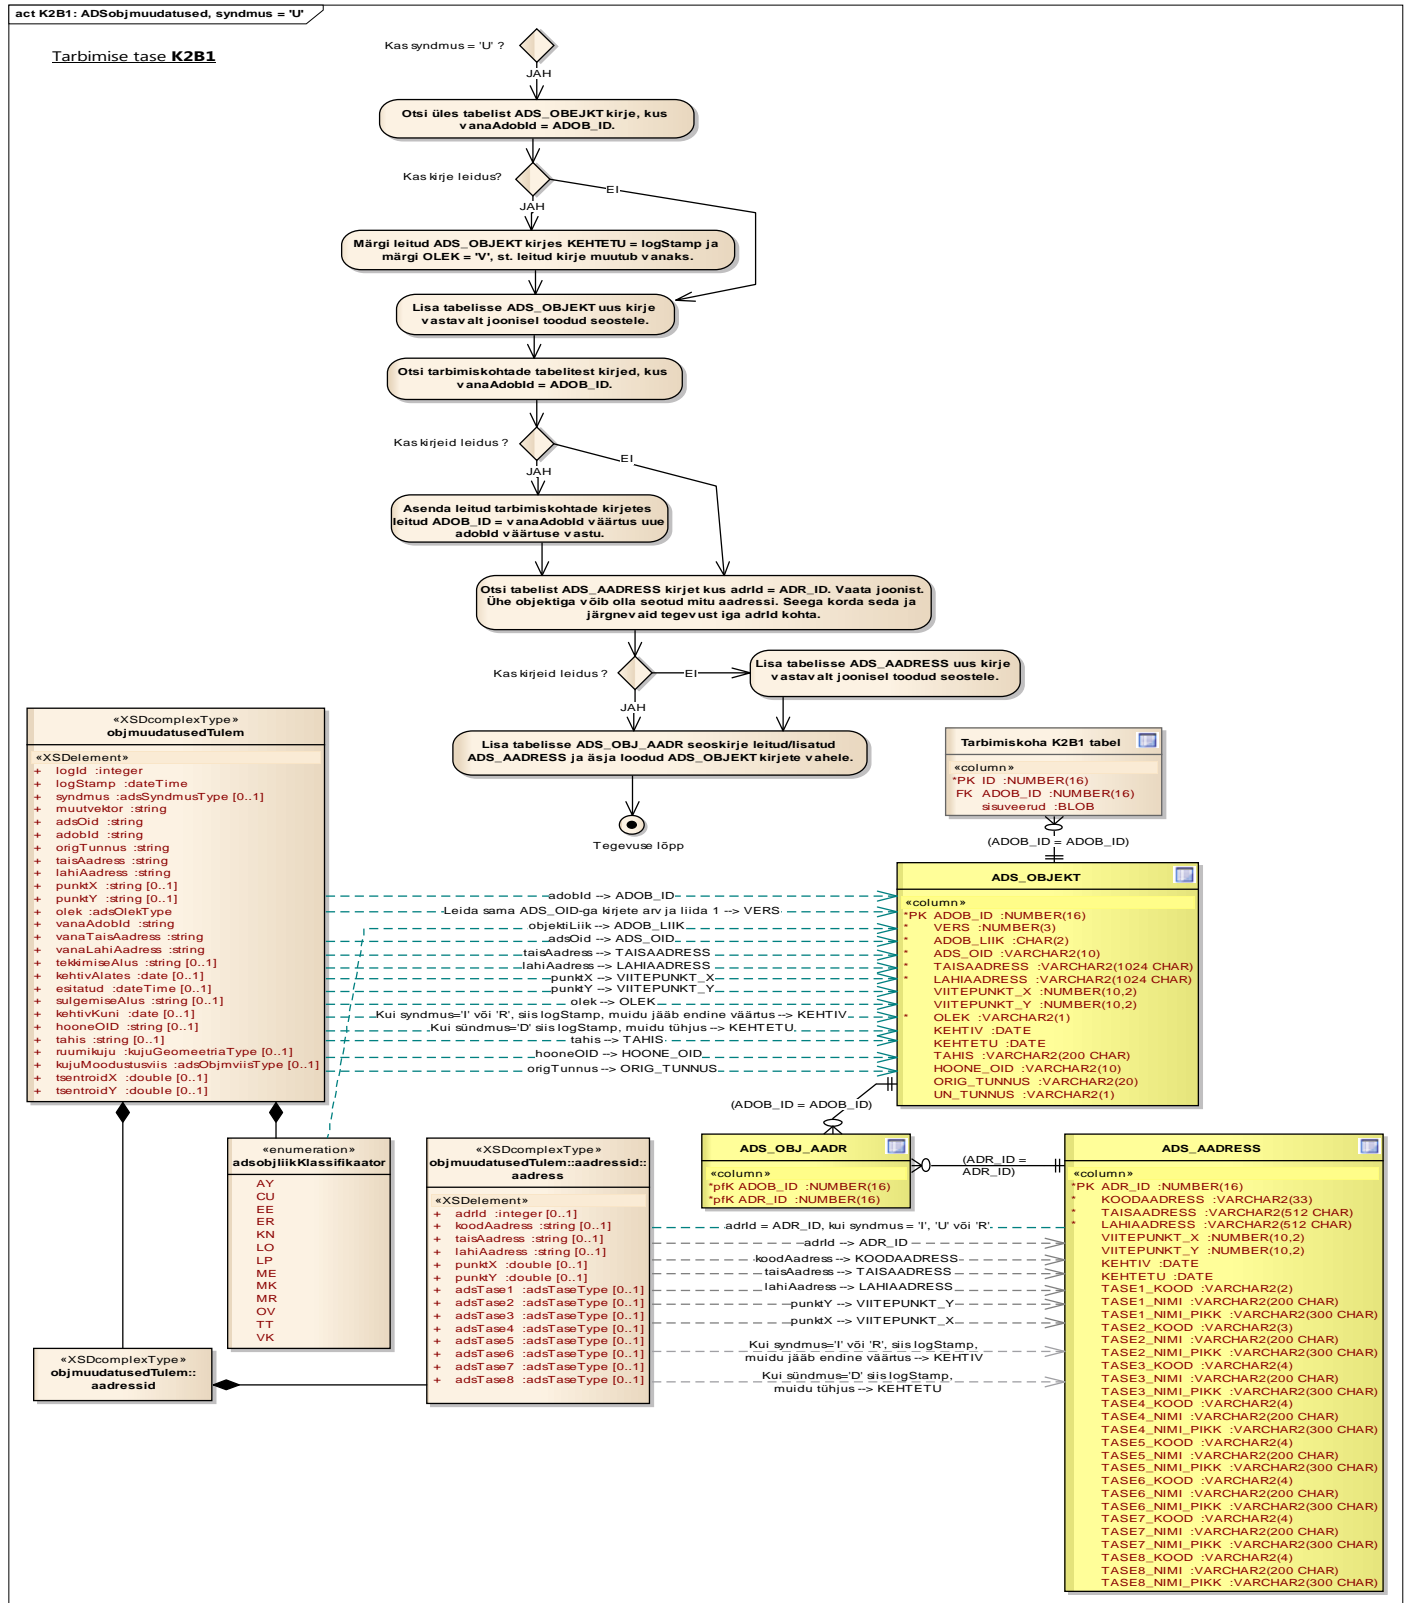 act K2B1: ADSobjmuudatused, syndmus = 'U'
Tarbimise tase K2B1
Kas syndmus = 'U' ?
JAH
Otsi üles tabelist ADS_OBEJKT kirje, kus
vanaAdobId = ADOB_ID.
Kas kirje leidus?
EI
JAH
Märgi leitud ADS_OBJEKT kirjes KEHTETU = logStamp ja
märgi OLEK = 'V', st. leitud kirje muutub vanaks.
Lisa tabelisse ADS_OBJEKT uus kirje
vastavalt joonisel toodud seostele.
Otsi tarbimiskohtade tabelitest kirjed, kus
vanaAdobId = ADOB_ID.
Kas kirjeid leidus ?
EI
JAH
Asenda leitud tarbimiskohtade kirjetes
leitud ADOB_ID = vanaAdobId väärtus uue
adobId väärtuse vastu.
Otsi tabelist ADS_AADRESS kirjet kus adrId = ADR_ID. Vaata joonist.
Ühe objektiga võib olla seotud mitu aadressi. Seega korda seda ja
järgnevaid tegevust iga adrId kohta.
Kas kirjeid leidus ?
EI
Lisa tabelisse ADS_AADRESS uus kirje
vastavalt joonisel toodud seostele.
JAH
Lisa tabelisse ADS_OBJ_AADR seoskirje leitud/lisatud
ADS_AADRESS ja äsja loodud ADS_OBJEKT kirjete vahele.
Tegevuse lõpp
«XSDcomplexType»
objmuudatusedTulem
«XSDelement»
+ logId :integer
+ logStamp :dateTime
+ syndmus :adsSyndmusType [0..1]
+ muutvektor :string
+ adsOid :string
+ adobId :string
+ origTunnus :string
+ taisAadress :string
+ lahiAadress :string
+ punktX :string [0..1]
+ punktY :string [0..1]
+ olek :adsOlekType
+ vanaAdobId :string
+ vanaTaisAadress :string
+ vanaLahiAadress :string
+ tekkimiseAlus :string [0..1]
+ kehtivAlates :date [0..1]
+ esitatud :dateTime [0..1]
+ sulgemiseAlus :string [0..1]
+ kehtivKuni :date [0..1]
+ hooneOID :string [0..1]
+ tahis :string [0..1]
+ ruumikuju :kujuGeomeetriaType [0..1]
+ kujuMoodustusviis :adsObjmviisType [0..1]
+ tsentroidX :double [0..1]
+ tsentroidY :double [0..1]
Tarbimiskoha K2B1 tabel
«column»
*PK ID :NUMBER(16)
FK ADOB_ID :NUMBER(16)
sisuveerud :BLOB
(ADOB_ID = ADOB_ID)
adobId --> ADOB_ID
Leida sama ADS_OID-ga kirjete arv ja liida 1 --> VERS
objektiLiik --> ADOB_LIIK
adsOid --> ADS_OID
taisAadress --> TAISAADRESS
lahiAadress --> LAHIAADRESS
punktX --> VIITEPUNKT_X
punktY --> VIITEPUNKT_Y
olek --> OLEK
Kui syndmus='I' või 'R', siis logStamp, muidu jääb endine väärtus --> KEHTIV
Kui sündmus='D' siis logStamp, muidu tühjus --> KEHTETU
tahis --> TAHIS
hooneOID --> HOONE_OID
origTunnus --> ORIG_TUNNUS
ADS_OBJEKT
«column»
*PK ADOB_ID :NUMBER(16)
* VERS :NUMBER(3)
* ADOB_LIIK :CHAR(2)
* ADS_OID :VARCHAR2(10)
* TAISAADRESS :VARCHAR2(1024 CHAR)
* LAHIAADRESS :VARCHAR2(1024 CHAR)
VIITEPUNKT_X :NUMBER(10,2)
VIITEPUNKT_Y :NUMBER(10,2)
* OLEK :VARCHAR2(1)
KEHTIV :DATE
KEHTETU :DATE
TAHIS :VARCHAR2(200 CHAR)
HOONE_OID :VARCHAR2(10)
ORIG_TUNNUS :VARCHAR2(20)
UN_TUNNUS :VARCHAR2(1)
(ADOB_ID = ADOB_ID)
«enumeration»
adsobjliikKlassifikaator
AY
CU
EE
ER
KN
LO
LP
ME
MK
MR
OV
TT
VK
«XSDcomplexType»
objmuudatusedTulem::
aadressid
«XSDcomplexType»
objmuudatusedTulem::aadressid::
aadress
«XSDelement»
+ adrId :integer [0..1]
+ koodAadress :string [0..1]
+ taisAadress :string [0..1]
+ lahiAadress :string [0..1]
+ punktX :double [0..1]
+ punktY :double [0..1]
+ adsTase1 :adsTaseType [0..1]
+ adsTase2 :adsTaseType [0..1]
+ adsTase3 :adsTaseType [0..1]
+ adsTase4 :adsTaseType [0..1]
+ adsTase5 :adsTaseType [0..1]
+ adsTase6 :adsTaseType [0..1]
+ adsTase7 :adsTaseType [0..1]
+ adsTase8 :adsTaseType [0..1]
ADS_OBJ_AADR
«column»
*pfK ADOB_ID :NUMBER(16)
*pfK ADR_ID :NUMBER(16)
(ADR_ID =
ADR_ID)
adrId = ADR_ID, kui syndmus = 'I', 'U' või 'R'
adrId --> ADR_ID
koodAadress --> KOODAADRESS
taisAadress --> TAISAADRESS
lahiAadress --> LAHIAADRESS
punktY --> VIITEPUNKT_Y
punktX --> VIITEPUNKT_X
Kui syndmus='I' või 'R', siis logStamp,
muidu jääb endine väärtus --> KEHTIV
Kui sündmus='D' siis logStamp,
muidu tühjus --> KEHTETU
ADS_AADRESS
«column»
*PK ADR_ID :NUMBER(16)
* KOODAADRESS :VARCHAR2(33)
* TAISAADRESS :VARCHAR2(512 CHAR)
* LAHIAADRESS :VARCHAR2(512 CHAR)
VIITEPUNKT_X :NUMBER(10,2)
VIITEPUNKT_Y :NUMBER(10,2)
KEHTIV :DATE
KEHTETU :DATE
TASE1_KOOD :VARCHAR2(2)
TASE1_NIMI :VARCHAR2(200 CHAR)
TASE1_NIMI_PIKK :VARCHAR2(300 CHAR)
TASE2_KOOD :VARCHAR2(3)
TASE2_NIMI :VARCHAR2(200 CHAR)
TASE2_NIMI_PIKK :VARCHAR2(300 CHAR)
TASE3_KOOD :VARCHAR2(4)
TASE3_NIMI :VARCHAR2(200 CHAR)
TASE3_NIMI_PIKK :VARCHAR2(300 CHAR)
TASE4_KOOD :VARCHAR2(4)
TASE4_NIMI :VARCHAR2(200 CHAR)
TASE4_NIMI_PIKK :VARCHAR2(300 CHAR)
TASE5_KOOD :VARCHAR2(4)
TASE5_NIMI :VARCHAR2(200 CHAR)
TASE5_NIMI_PIKK :VARCHAR2(300 CHAR)
TASE6_KOOD :VARCHAR2(4)
TASE6_NIMI :VARCHAR2(200 CHAR)
TASE6_NIMI_PIKK :VARCHAR2(300 CHAR)
TASE7_KOOD :VARCHAR2(4)
TASE7_NIMI :VARCHAR2(200 CHAR)
TASE7_NIMI_PIKK :VARCHAR2(300 CHAR)
TASE8_KOOD :VARCHAR2(4)
TASE8_NIMI :VARCHAR2(200 CHAR)
TASE8_NIMI_PIKK :VARCHAR2(300 CHAR)